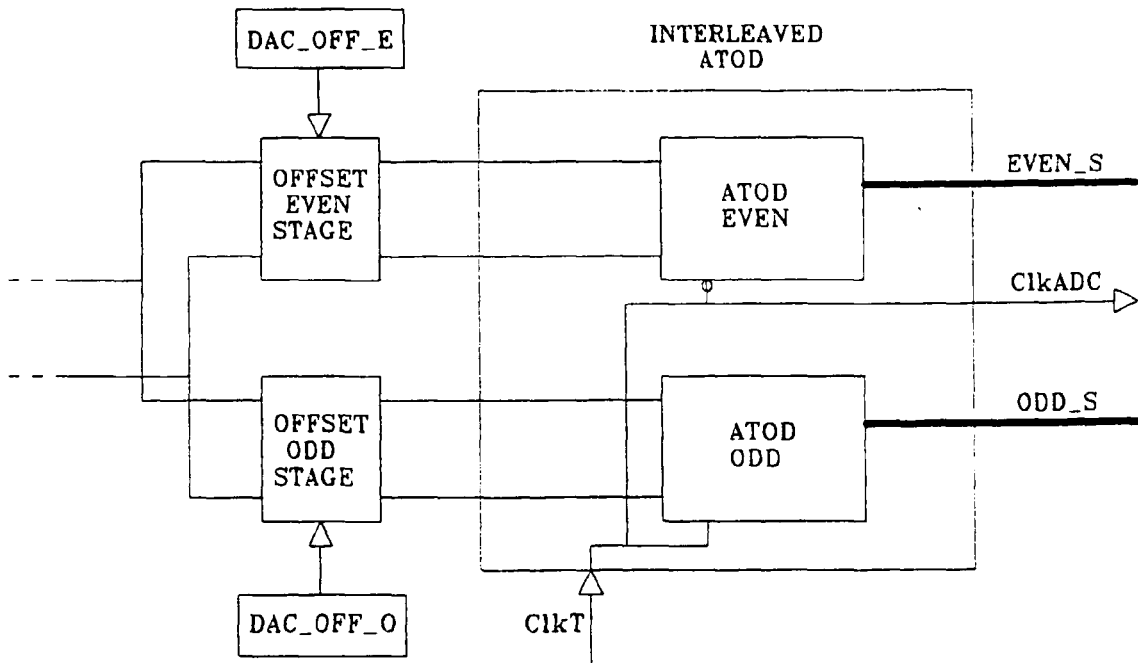 DAC_OFF_E
INTERLEAVED
ATOD
OFFSET
EVEN
STAGE
ATOD
EVEN
EVEN_S
ClkADC
OFFSET
ODD
STAGE
ATOD
ODD
ODD_S
DAC_OFF_O
ClkT